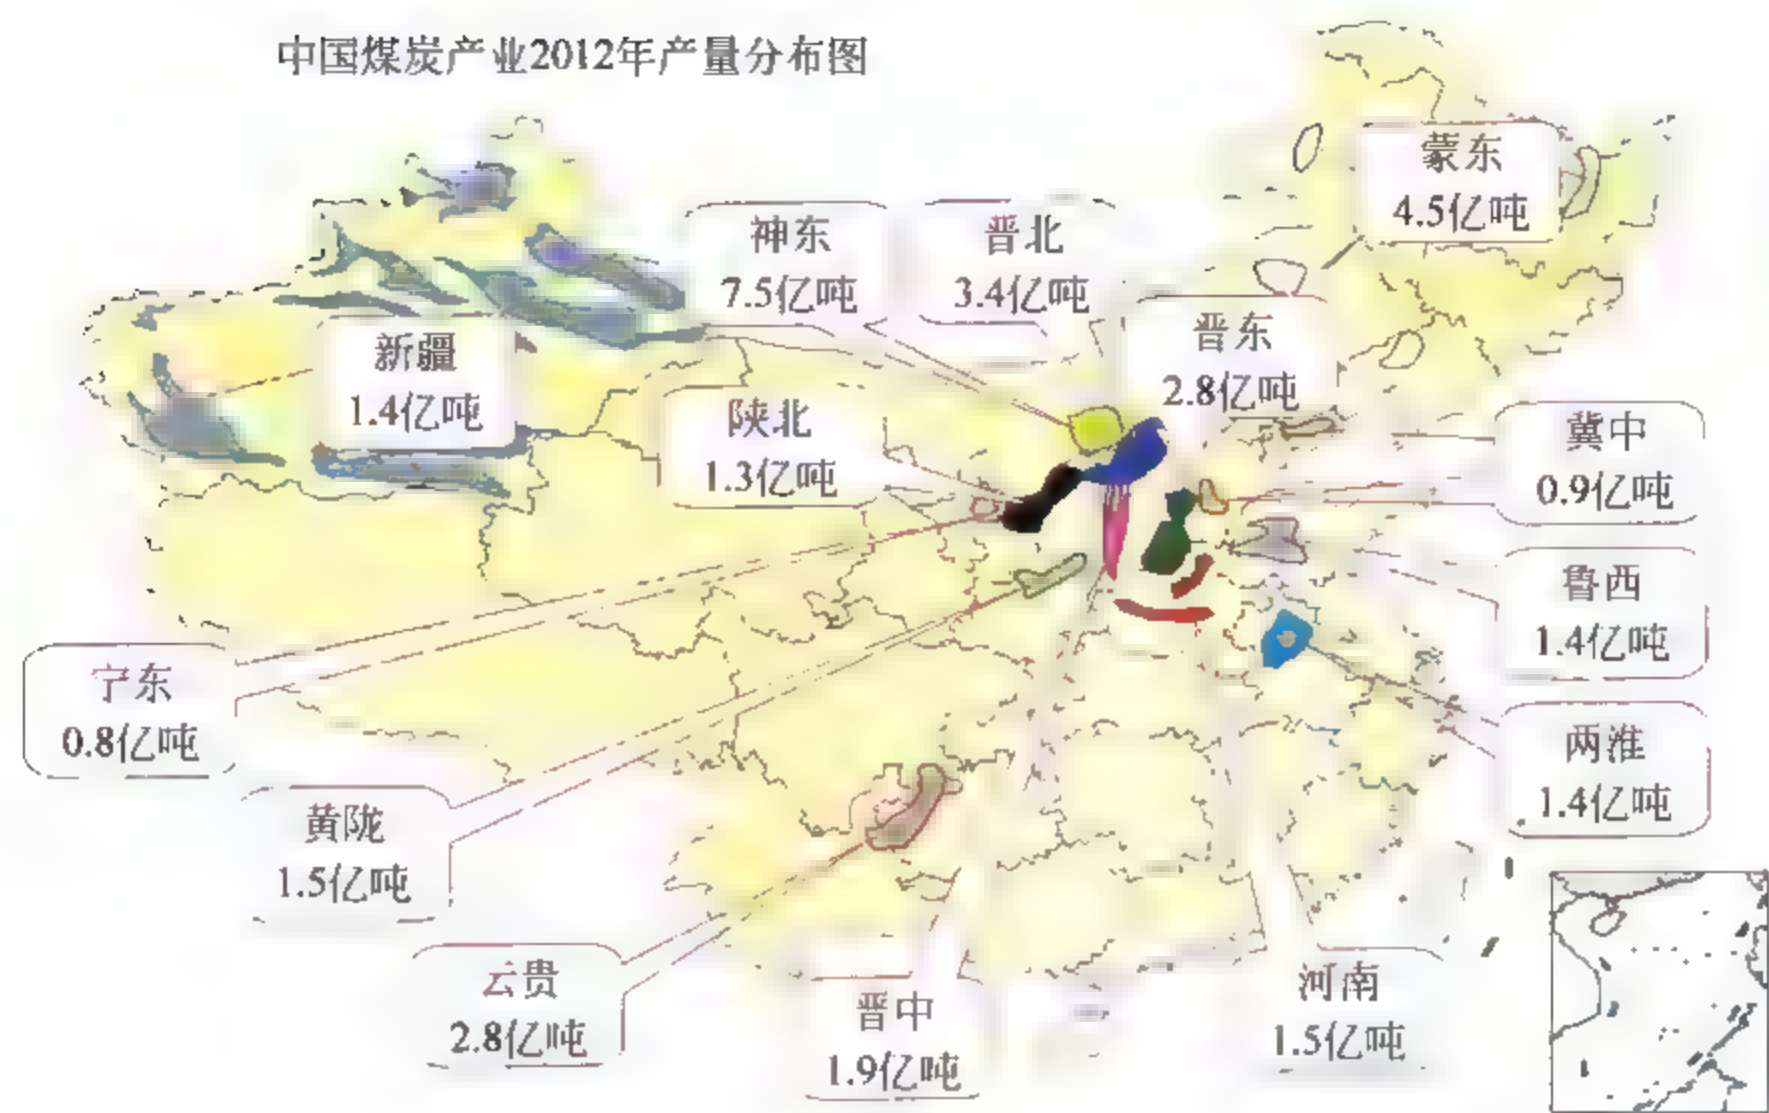 中国煤炭产业2012年产量分布图
蒙东
4.5亿吨
神东
7.5亿吨
晋北
3.4亿吨
晋东
2.8亿吨
新疆
1.4亿吨
陕北
1.3亿吨
冀中
0.9亿吨
鲁西
1.4亿吨
宁东
0.8亿吨
两淮
1.4亿吨
黄陇
1.5亿吨
云贵
2.8亿吨
晋中
1.9亿吨
河南
1.5亿吨